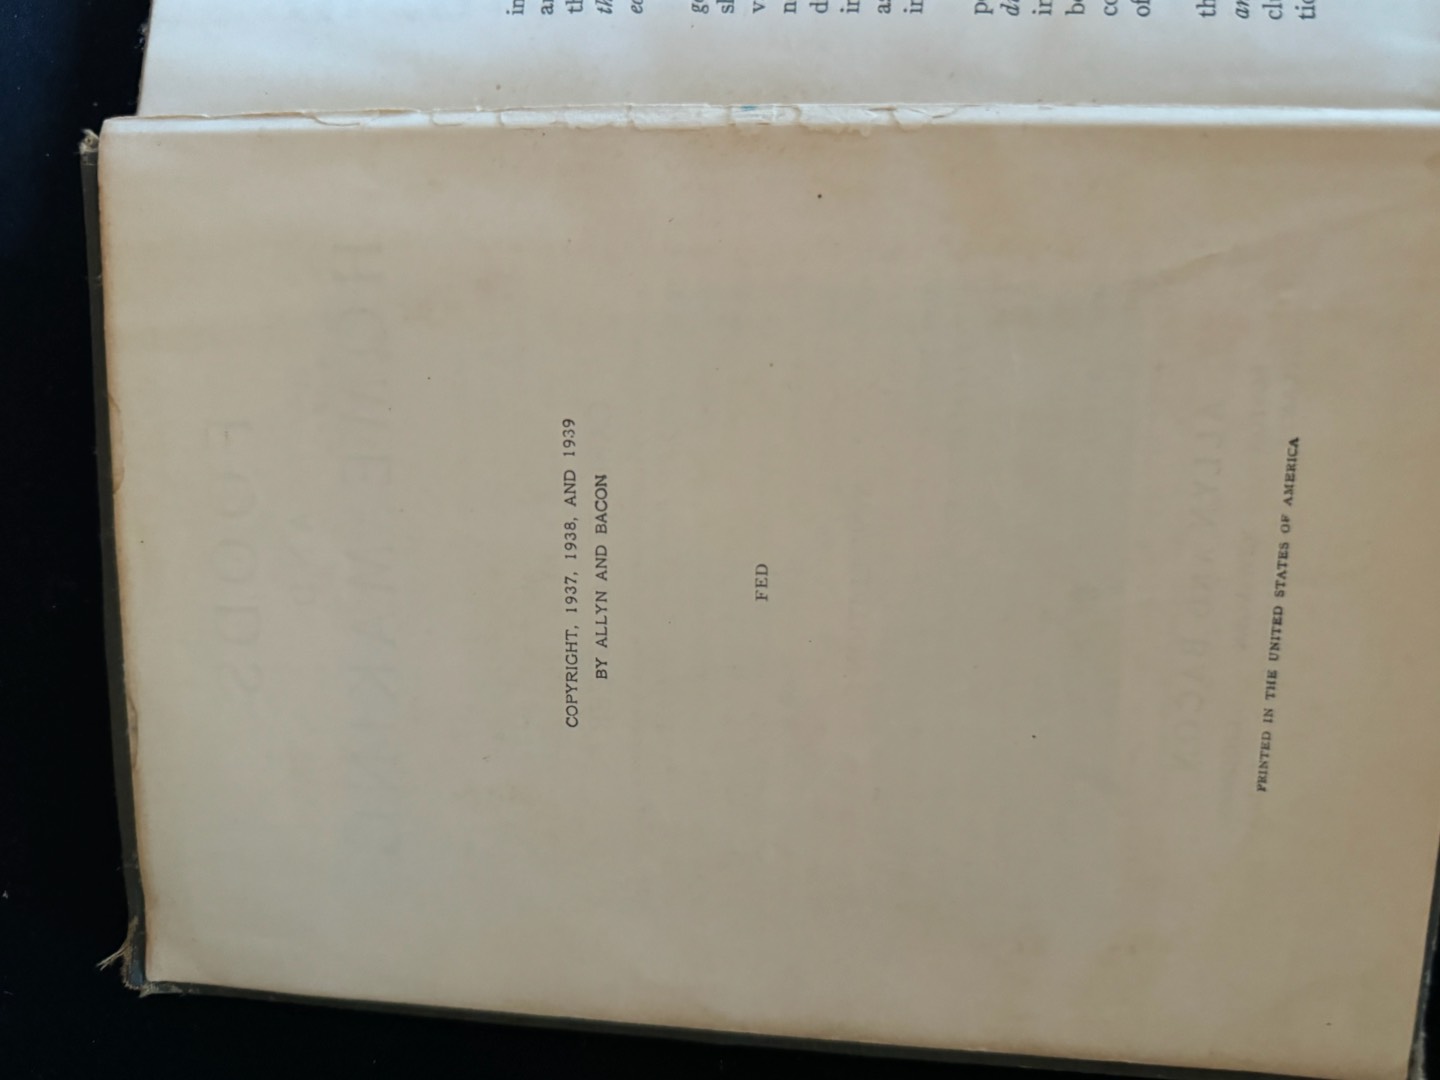 COPYRIGHT, 1937, 1938, AND 1939
BY ALLYN AND BACON
FED
PRINTED IN THE UNITED STATES OF AMERICA